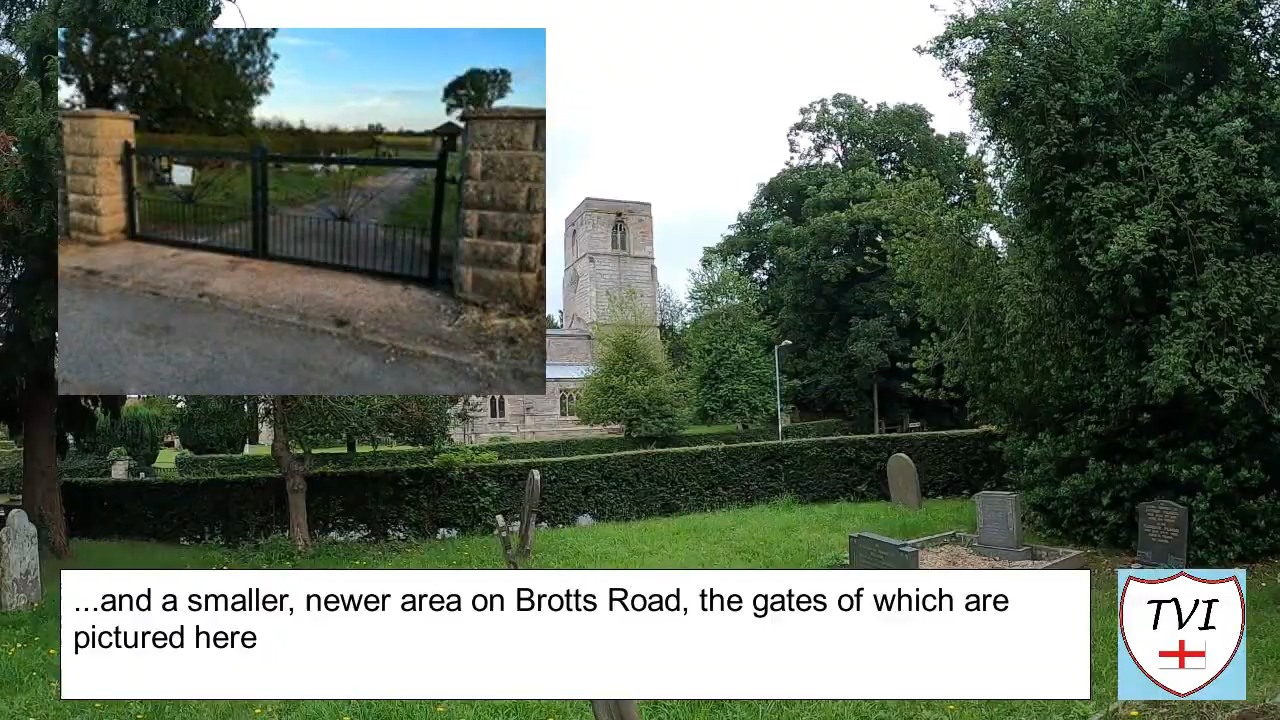 ...and a smaller, newer area on Brotts Road, the gates of which are
pictured here
TVI